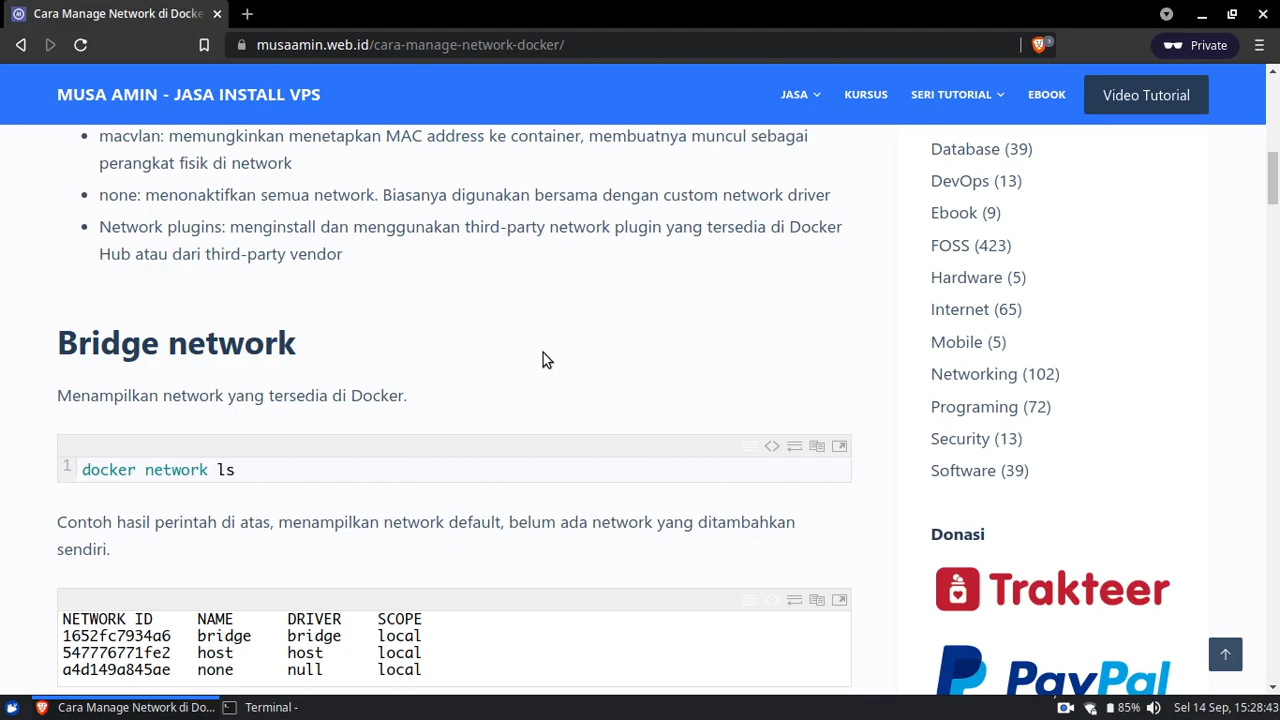 Cara Manage Network di Docke
musaamin.web.id/cara-manage-network-docker/
3
Private
MUSA AMIN - JASA INSTALL VPS
JASA
KURSUS
SERI TUTORIAL
EBOOK
Video Tutorial
macvlan: memungkinkan menetapkan MAC address ke container, membuatnya muncul sebagai
perangkat fisik di network
none: menonaktifkan semua network. Biasanya digunakan bersama dengan custom network driver
Network plugins: menginstall dan menggunakan third-party network plugin yang tersedia di Docker
Hub atau dari third-party vendor
Bridge network
Menampilkan network yang tersedia di Docker.
1 docker network ls
Contoh hasil perintah di atas, menampilkan network default, belum ada network yang ditambahkan
sendiri.
NETWORK ID NAME DRIVER SCOPE
1652fc7934a6 bridge bridge local
547776771fe2 host host local
a4d149a845ae none null local
Database (39)
DevOps (13)
Ebook (9)
FOSS (423)
Hardware (5)
Internet (65)
Mobile (5)
Networking (102)
Programing (72)
Security (13)
Software (39)
Donasi
Trakteer
PayPal
Cara Manage Network di Do...
Terminal -
85%
Sel 14 Sep, 15:28:43